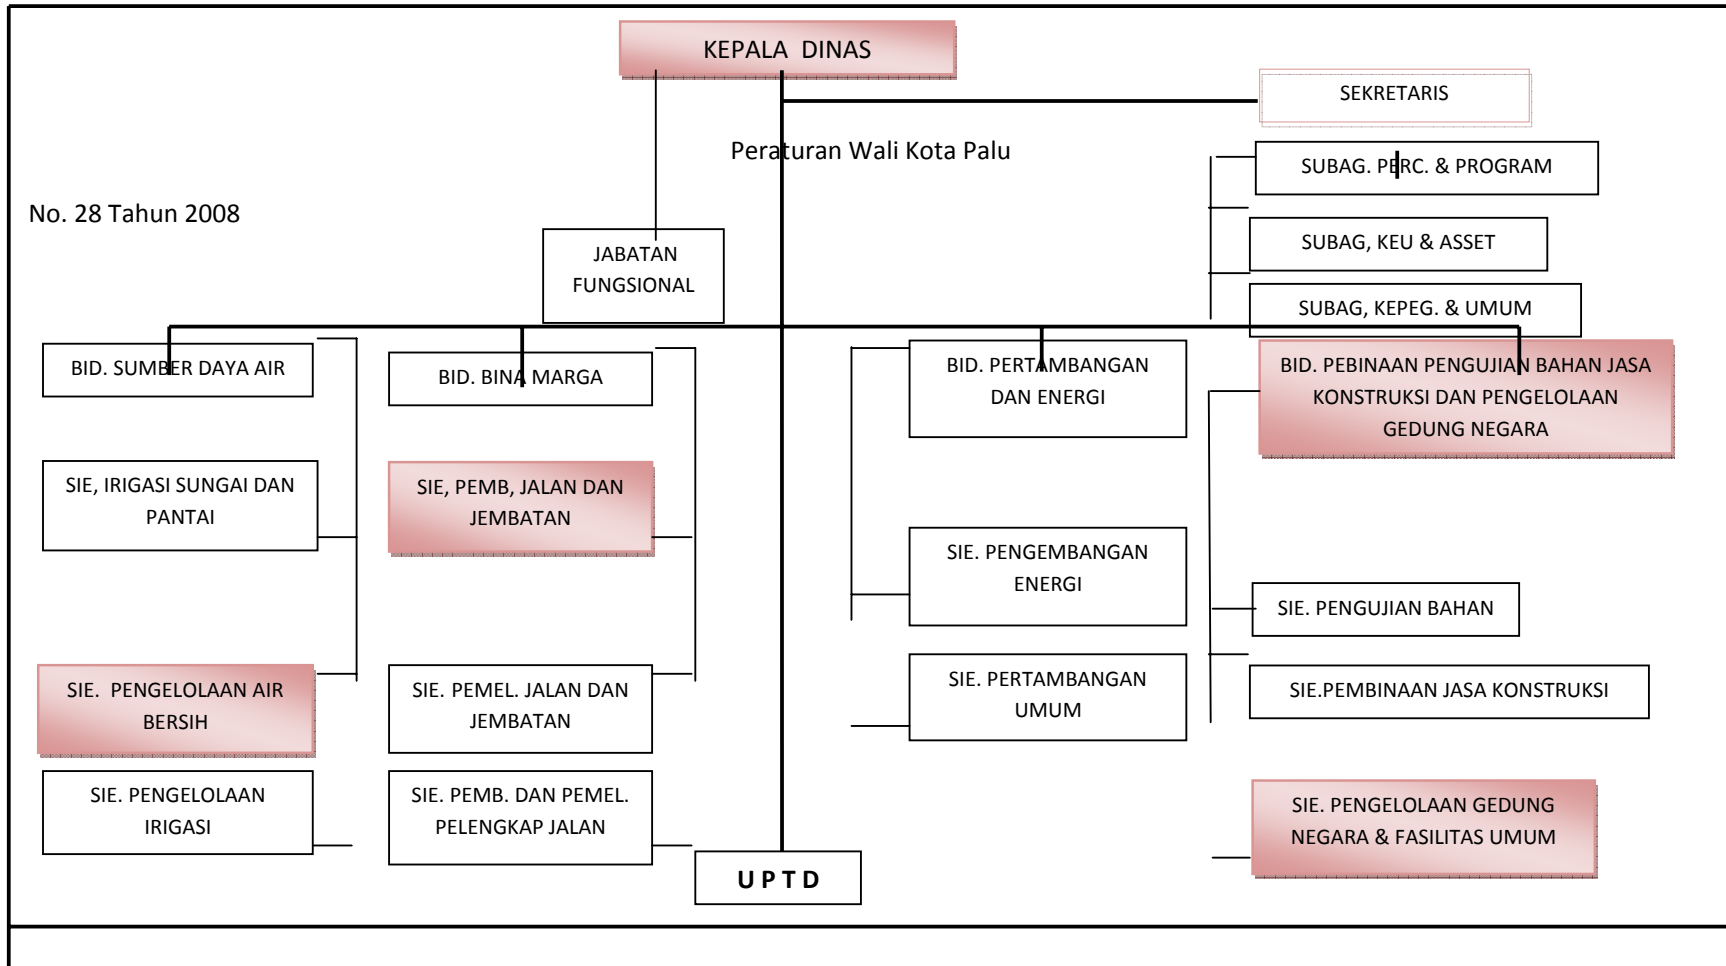 KEPALA DINAS
SEKRETARIS
Peraturan Wali Kota Palu
SUBAG. PERC. & PROGRAM
No. 28 Tahun 2008
JABATAN
FUNGSIONAL
SUBAG, KEU & ASSET
SUBAG, KEPEG. & UMUM
BID. SUMBER DAYA AIR
BID. BINA MARGA
BID. PERTAMBANGAN
DAN ENERGI
BID. PEBINAAN PENGUJIAN BAHAN JASA
KONSTRUKSI DAN PENGELOLAAN
GEDUNG NEGARA
SIE, IRIGASI SUNGAI DAN
PANTAI
SIE, PEMB, JALAN DAN
JEMBATAN
SIE. PENGEMBANGAN
ENERGI
SIE. PENGUJIAN BAHAN
SIE. PENGELOLAAN AIR
BERSIH
SIE. PEMEL. JALAN DAN
JEMBATAN
SIE. PERTAMBANGAN
UMUM
SIE.PEMBINAAN JASA KONSTRUKSI
SIE. PENGELOLAAN
IRIGASI
SIE. PEMB. DAN PEMEL.
PELENGKAP JALAN
SIE. PENGELOLAAN GEDUNG
NEGARA & FASILITAS UMUM
U P T D